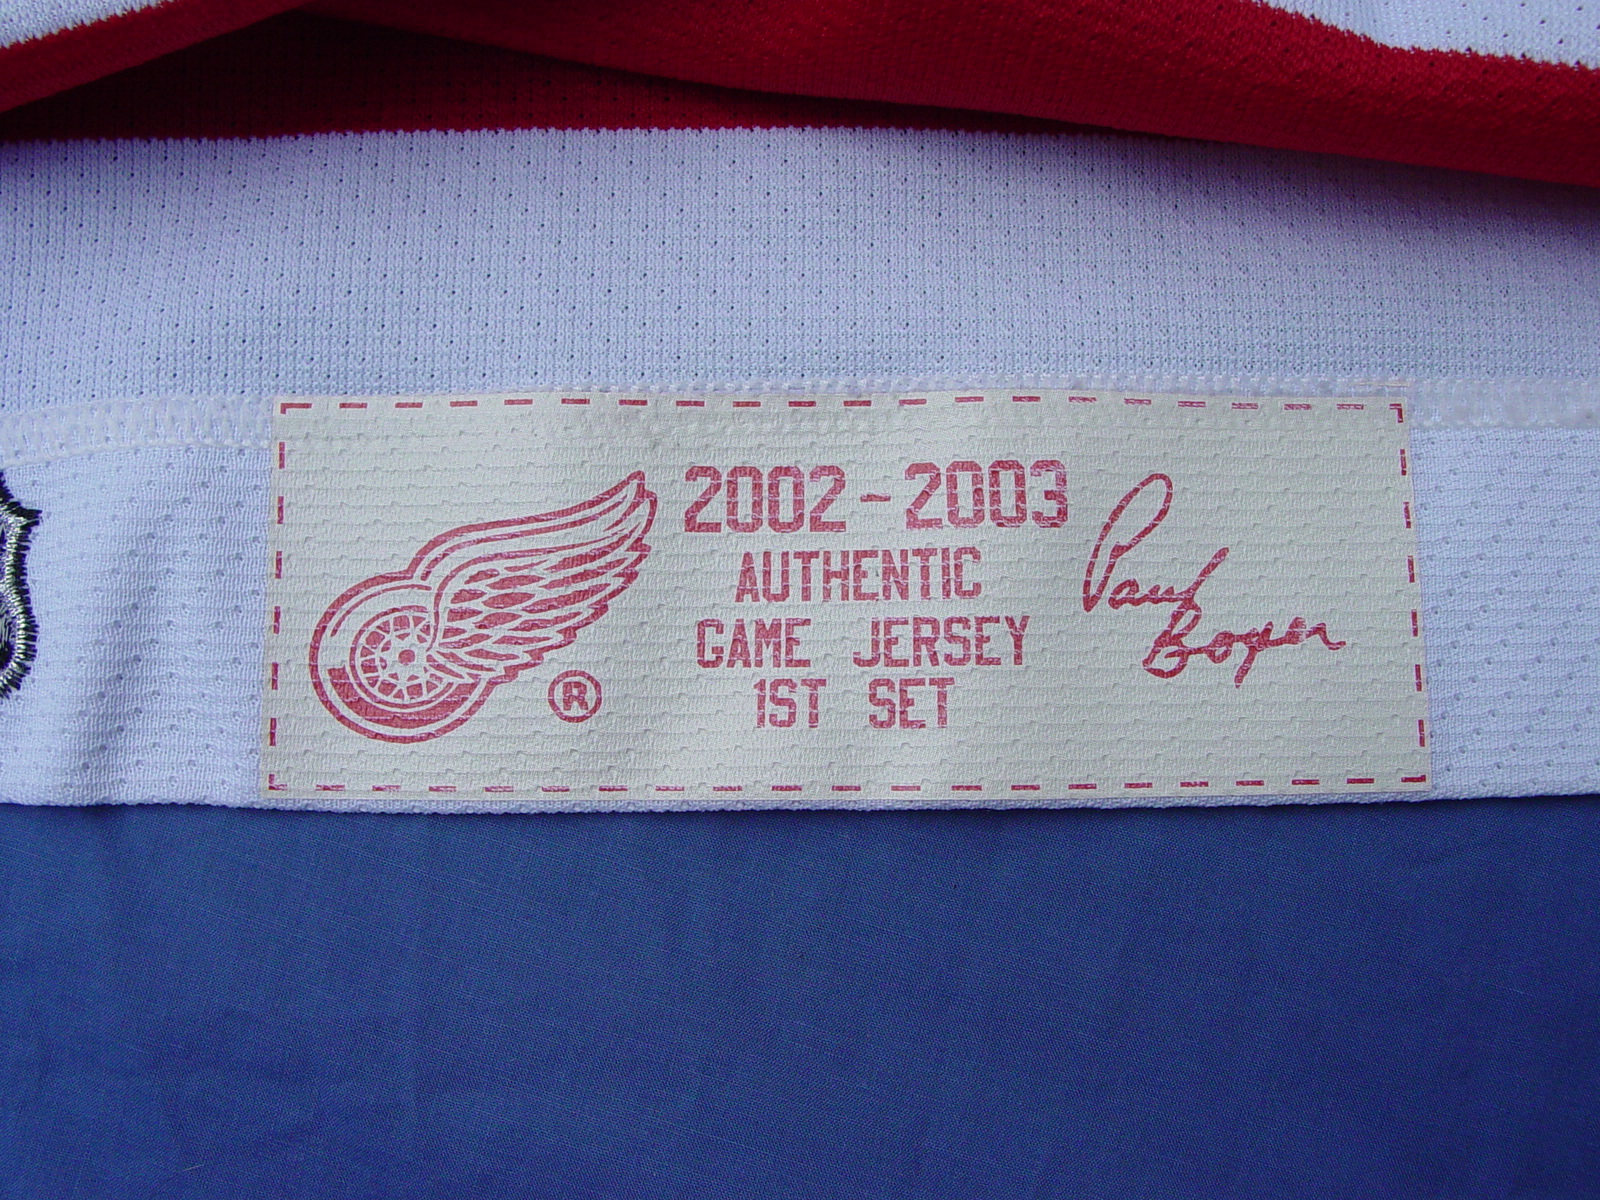 2002-2003
AUTHENTIC
GAME JERSEY
1ST SET
®
Paul
Boyer